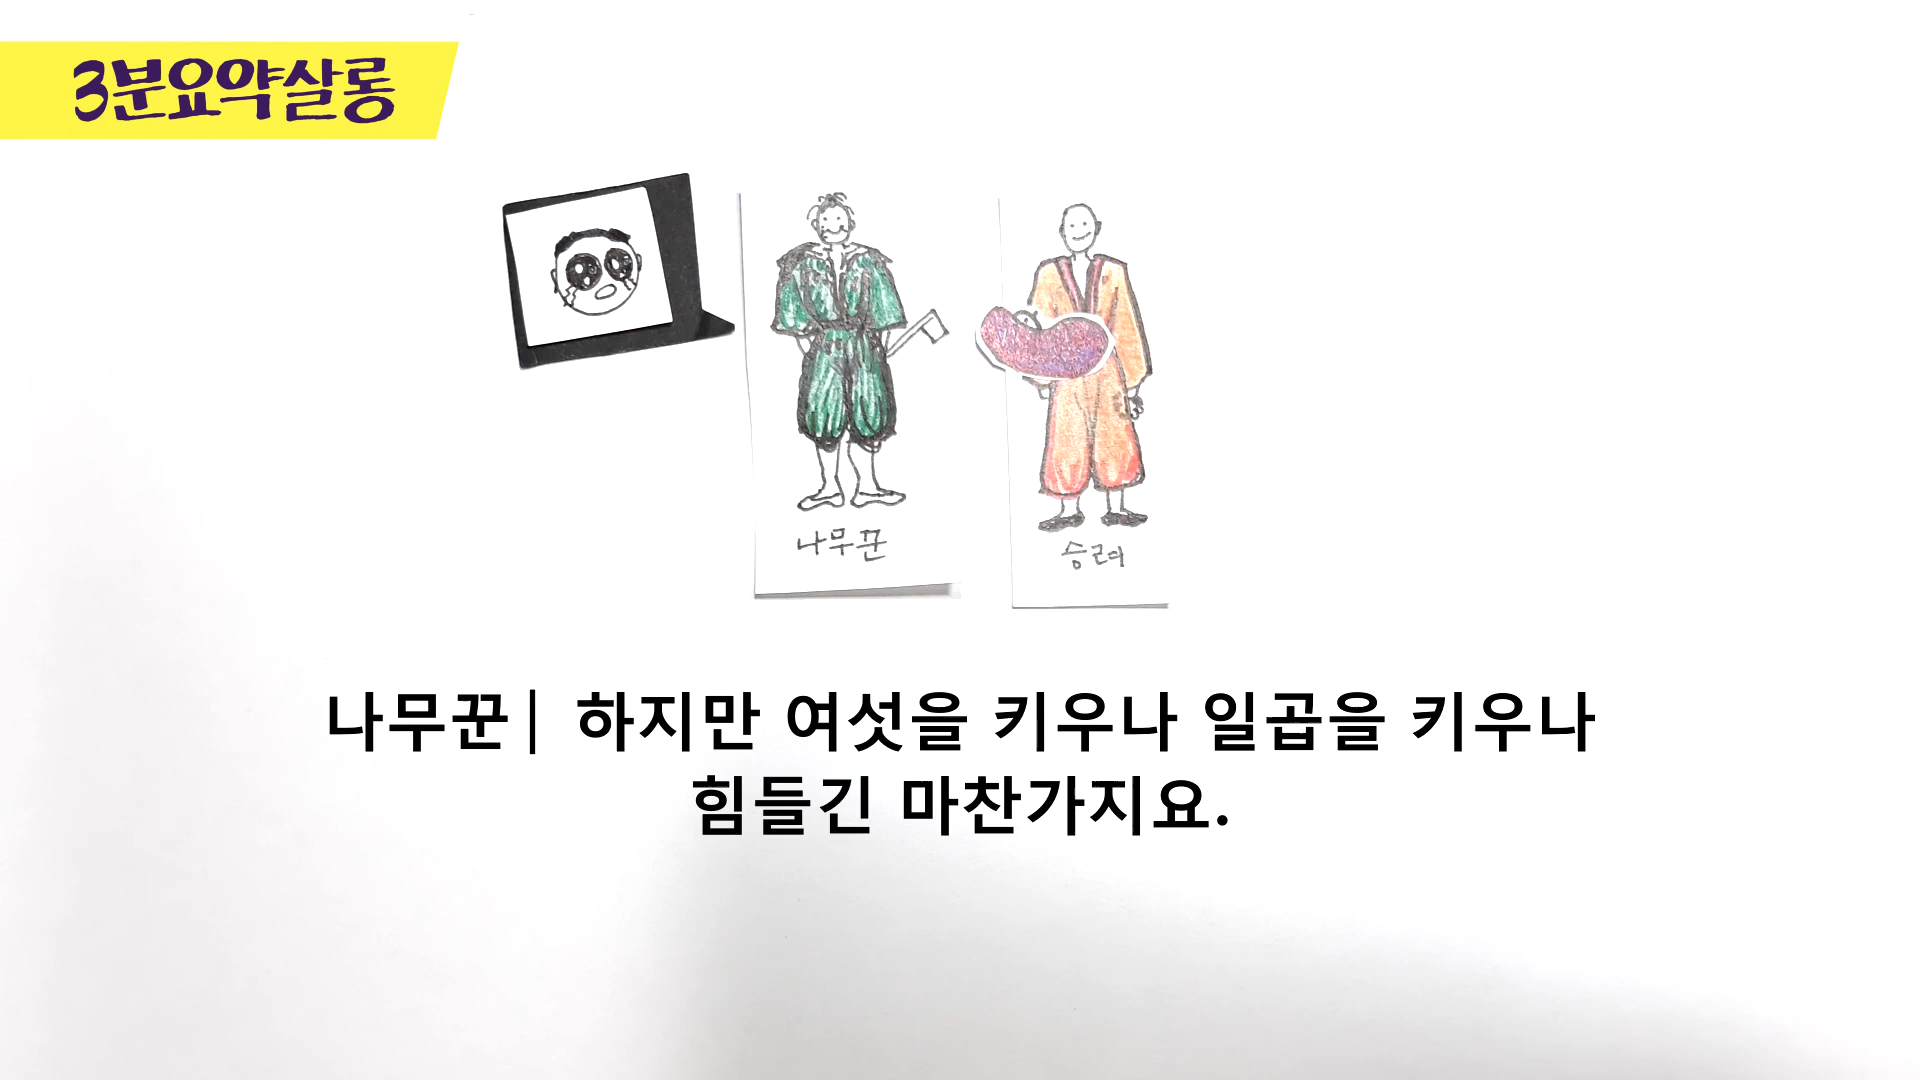 3분요약살롱
나무꾼
승려
나무꾼| 하지만 여섯을 키우나 일곱을 키우나
힘들긴 마찬가지요.